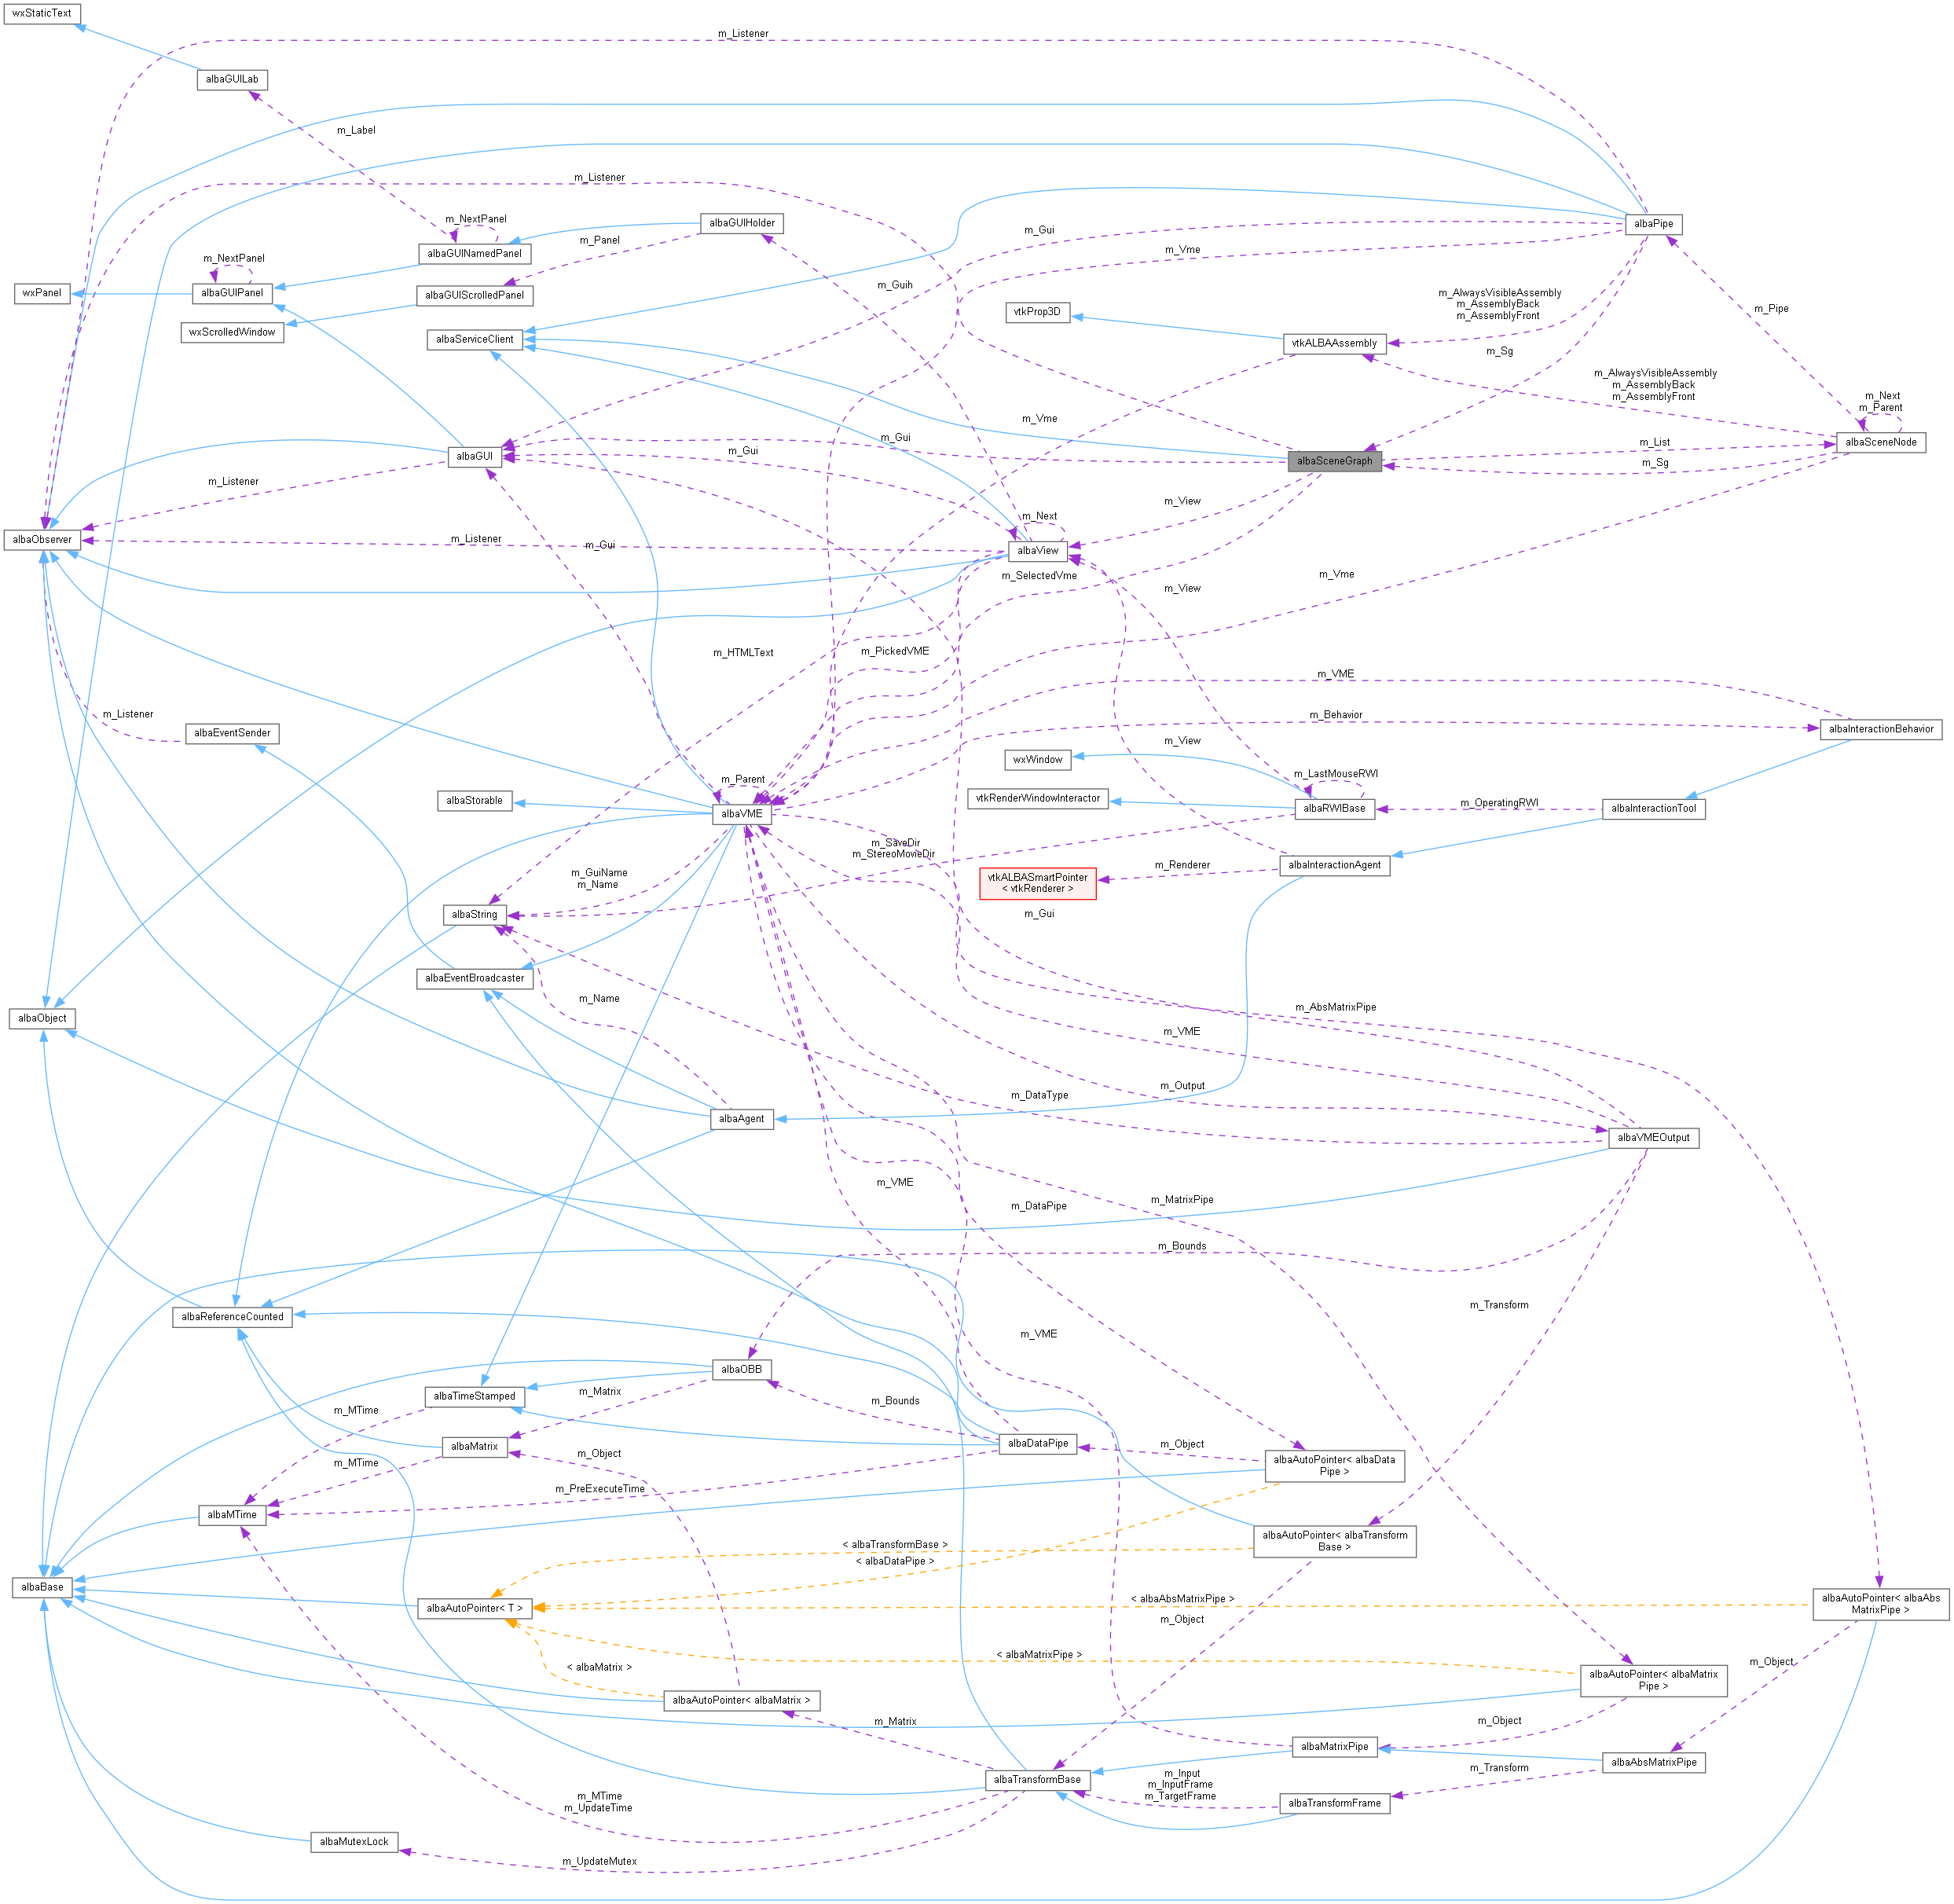 wxStaticText
m_Listener
albaGUILab
m_Label
m_Listener
m_NextPanel
albaGUIHolder
albaPipe
m_Gui
m_Panel
albaGUINamedPanel
m_Vme
m_NextPanel
m_Guih
wxPanel
albaGUIPanel
albaGUIScrolledPanel
m_AlwaysVisibleAssembly
m_AssemblyBack
m_AssemblyFront
m_Pipe
vtkProp3D
wxScrolledWindow
albaServiceClient
vtkALBAAssembly
m_Sg
m_AlwaysVisibleAssembly
m_AssemblyBack
m_AssemblyFront
m_Next
m_Parent
m_Vme
m_Gui
m_List
albaSceneNode
m_Gui
albaGUI
albaSceneGraph
m_Sg
m_Listener
m_View
m_Next
albaObserver
m_Listener
m_Gui
albaView
m_SelectedVme
m_Vme
m_View
m_HTMLText
m_PickedVME
m_VME
m_Listener
m_Behavior
albaEventSender
albaInteractionBehavior
m_View
wxWindow
m_Parent
m_LastMouseRWI
albaStorable
vtkRenderWindowInteractor
m_OperatingRWI
albaVME
albaRWIBase
albaInteractionTool
m_SaveDir
m_StereoMovieDir
m_GuiName
m_Name
m_Renderer
albaInteractionAgent
vtkALBASmartPointer
< vtkRenderer >
albaString
m_Gui
albaEventBroadcaster
m_Name
m_AbsMatrixPipe
albaObject
m_VME
m_Output
m_DataType
albaAgent
albaVMEOutput
m_VME
m_DataPipe
m_MatrixPipe
m_Bounds
albaReferenceCounted
m_Transform
m_VME
albaOBB
albaTimeStamped
m_Matrix
m_MTime
m_Bounds
albaMatrix
m_Object
albaDataPipe
m_Object
m_MTime
albaAutoPointer< albaData
Pipe >
m_PreExecuteTime
albaMTime
albaAutoPointer< albaTransform
Base >
< albaTransformBase >
< albaDataPipe >
albaBase
albaAutoPointer< T >
< albaAbsMatrixPipe >
albaAutoPointer< albaAbs
MatrixPipe >
m_Object
< albaMatrixPipe >
< albaMatrix >
m_Object
albaAutoPointer< albaMatrix
Pipe >
albaAutoPointer< albaMatrix >
m_Matrix
m_Object
albaMatrixPipe
albaAbsMatrixPipe
albaTransformBase
m_Input
m_InputFrame
m_TargetFrame
m_Transform
m_MTime
m_UpdateTime
albaTransformFrame
albaMutexLock
m_UpdateMutex